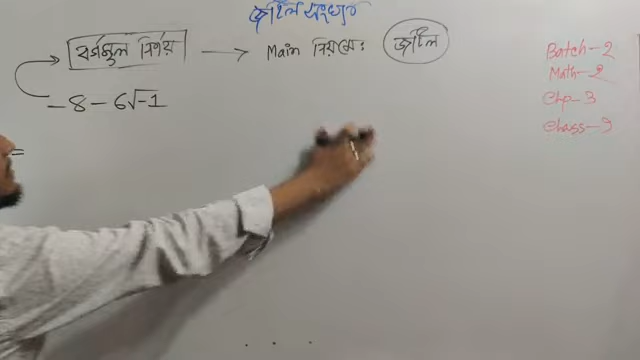 জটিল সংখ্যার
বর্গমূল নির্ণয় → Main নিয়মে: জটিল
-8 - 6√-1
=
Batch-2
Math-2
Chp-3
Class-9